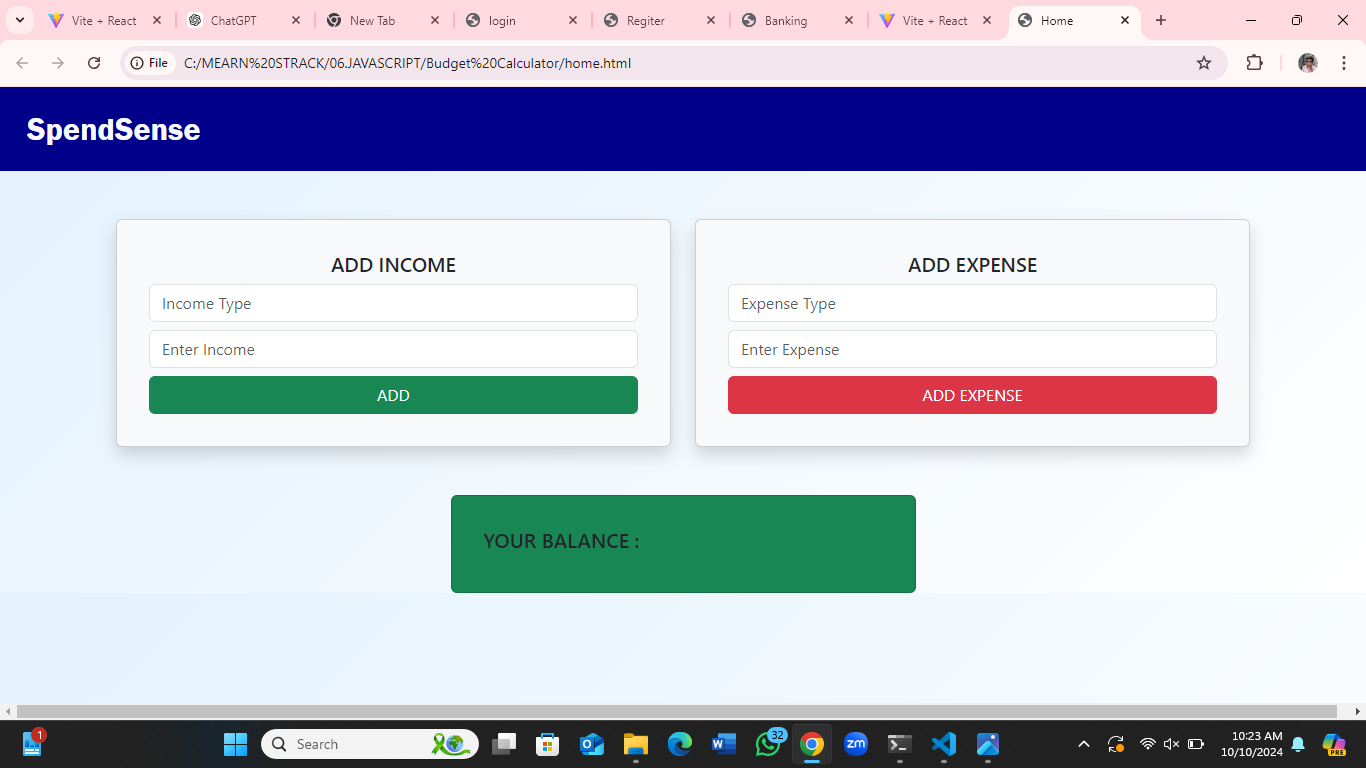 Vite + React
ChatGPT
New Tab
login
Regiter
Banking
Vite + React
Home
File
C:/MEARN%20STRACK/06.JAVASCRIPT/Budget%20Calculator/home.html
SpendSense
ADD INCOME
Income Type
Enter Income
ADD
ADD EXPENSE
Expense Type
Enter Expense
ADD EXPENSE
YOUR BALANCE :
1
Search
32
zm
PRE
10:23 AM
10/10/2024